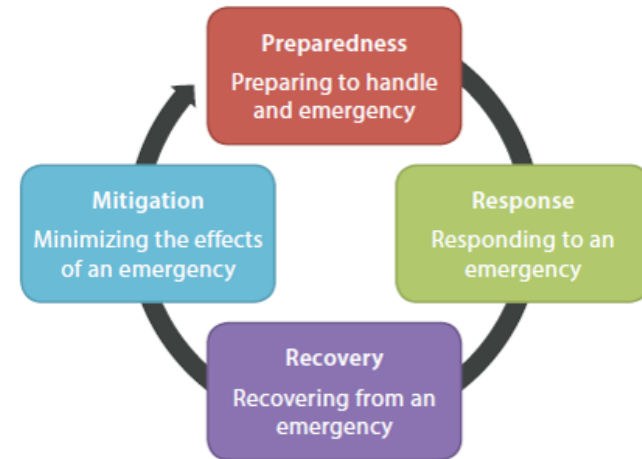 Preparedness
Preparing to handle
and emergency
Mitigation
Minimizing the effects
of an emergency
Response
Responding to an
emergency
Recovery
Recovering from an
emergency